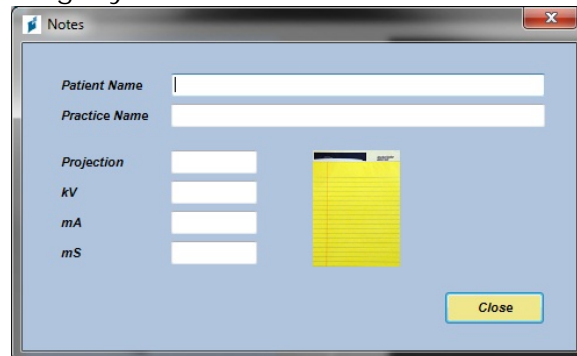 Notes
Patient Name
Practice Name
Projection
kV
mA
mS
Close